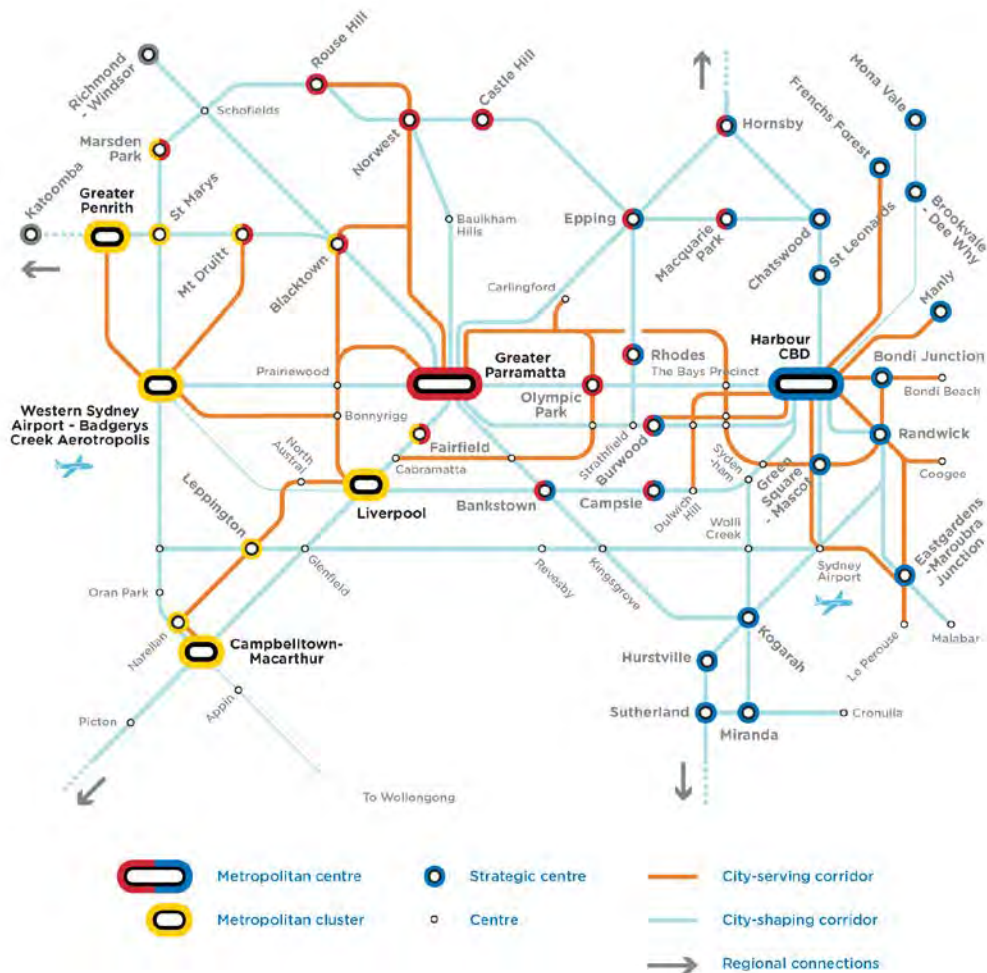 Richmond
- Windsor
Rouse Hill
Castle Hill
Schofields
Norwest
Marsden
Park
Hornsby
Frenchs Forest
Mona Vale
Katoomba
Greater
Penrith
St Marys
Mt Druitt
Blacktown
Baulkham
Hills
Epping
Macquarie
Park
Chatswood
St Leonards
Brookvale
- Dee Why
Manly
Carlingford
Harbour
CBD
Bondi Junction
Bondi Beach
Prairiewood
Greater
Parramatta
Rhodes
The Bays Precinct
Olympic
Park
Western Sydney
Airport - Badgerys
Creek Aerotropolis
Bonnyrigg
North
Austral
Fairfield
Cabramatta
Strathfield
Burwood
Randwick
Coogee
Leppington
Liverpool
Bankstown
Campsie
Dulwich
Hill
Syden
-ham
Green
Square
- Mascot
Wolli
Creek
Eastgardens
-Maroubra
Junction
Oran Park
Glenfield
Revesby
Kingsgrove
Sydney
Airport
Narellan
Campbelltown-
Macarthur
Kogarah
Le Perouse
Malabar
Hurstville
Picton
Appin
Sutherland
Miranda
Cronulla
To Wollongong
Metropolitan centre
Strategic centre
City-serving corridor
Metropolitan cluster
Centre
City-shaping corridor
Regional connections